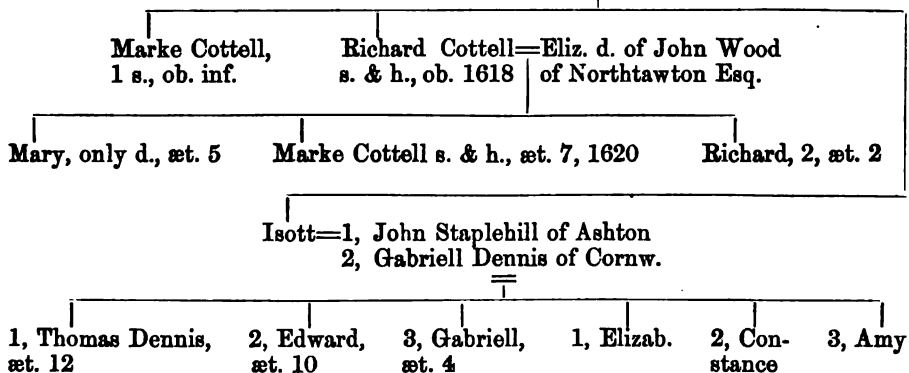 Marke Cottell,
1 s., ob. inf.
Richard Cottell=Eliz. d. of John Wood
s. & h., ob. 1618 of Northtawton Esq.
Mary, only d., æt. 5 Marke Cottell s. & h., æt. 7, 1620 Richard, 2, æt. 2
Isott=1, John Staplehill of Ashton
2, Gabriell Dennis of Cornw.
1, Thomas Dennis,
æt. 12
2, Edward,
æt. 10
3, Gabriell,
æt. 4
1, Elizab.
2, Con-
stance
3, Amy